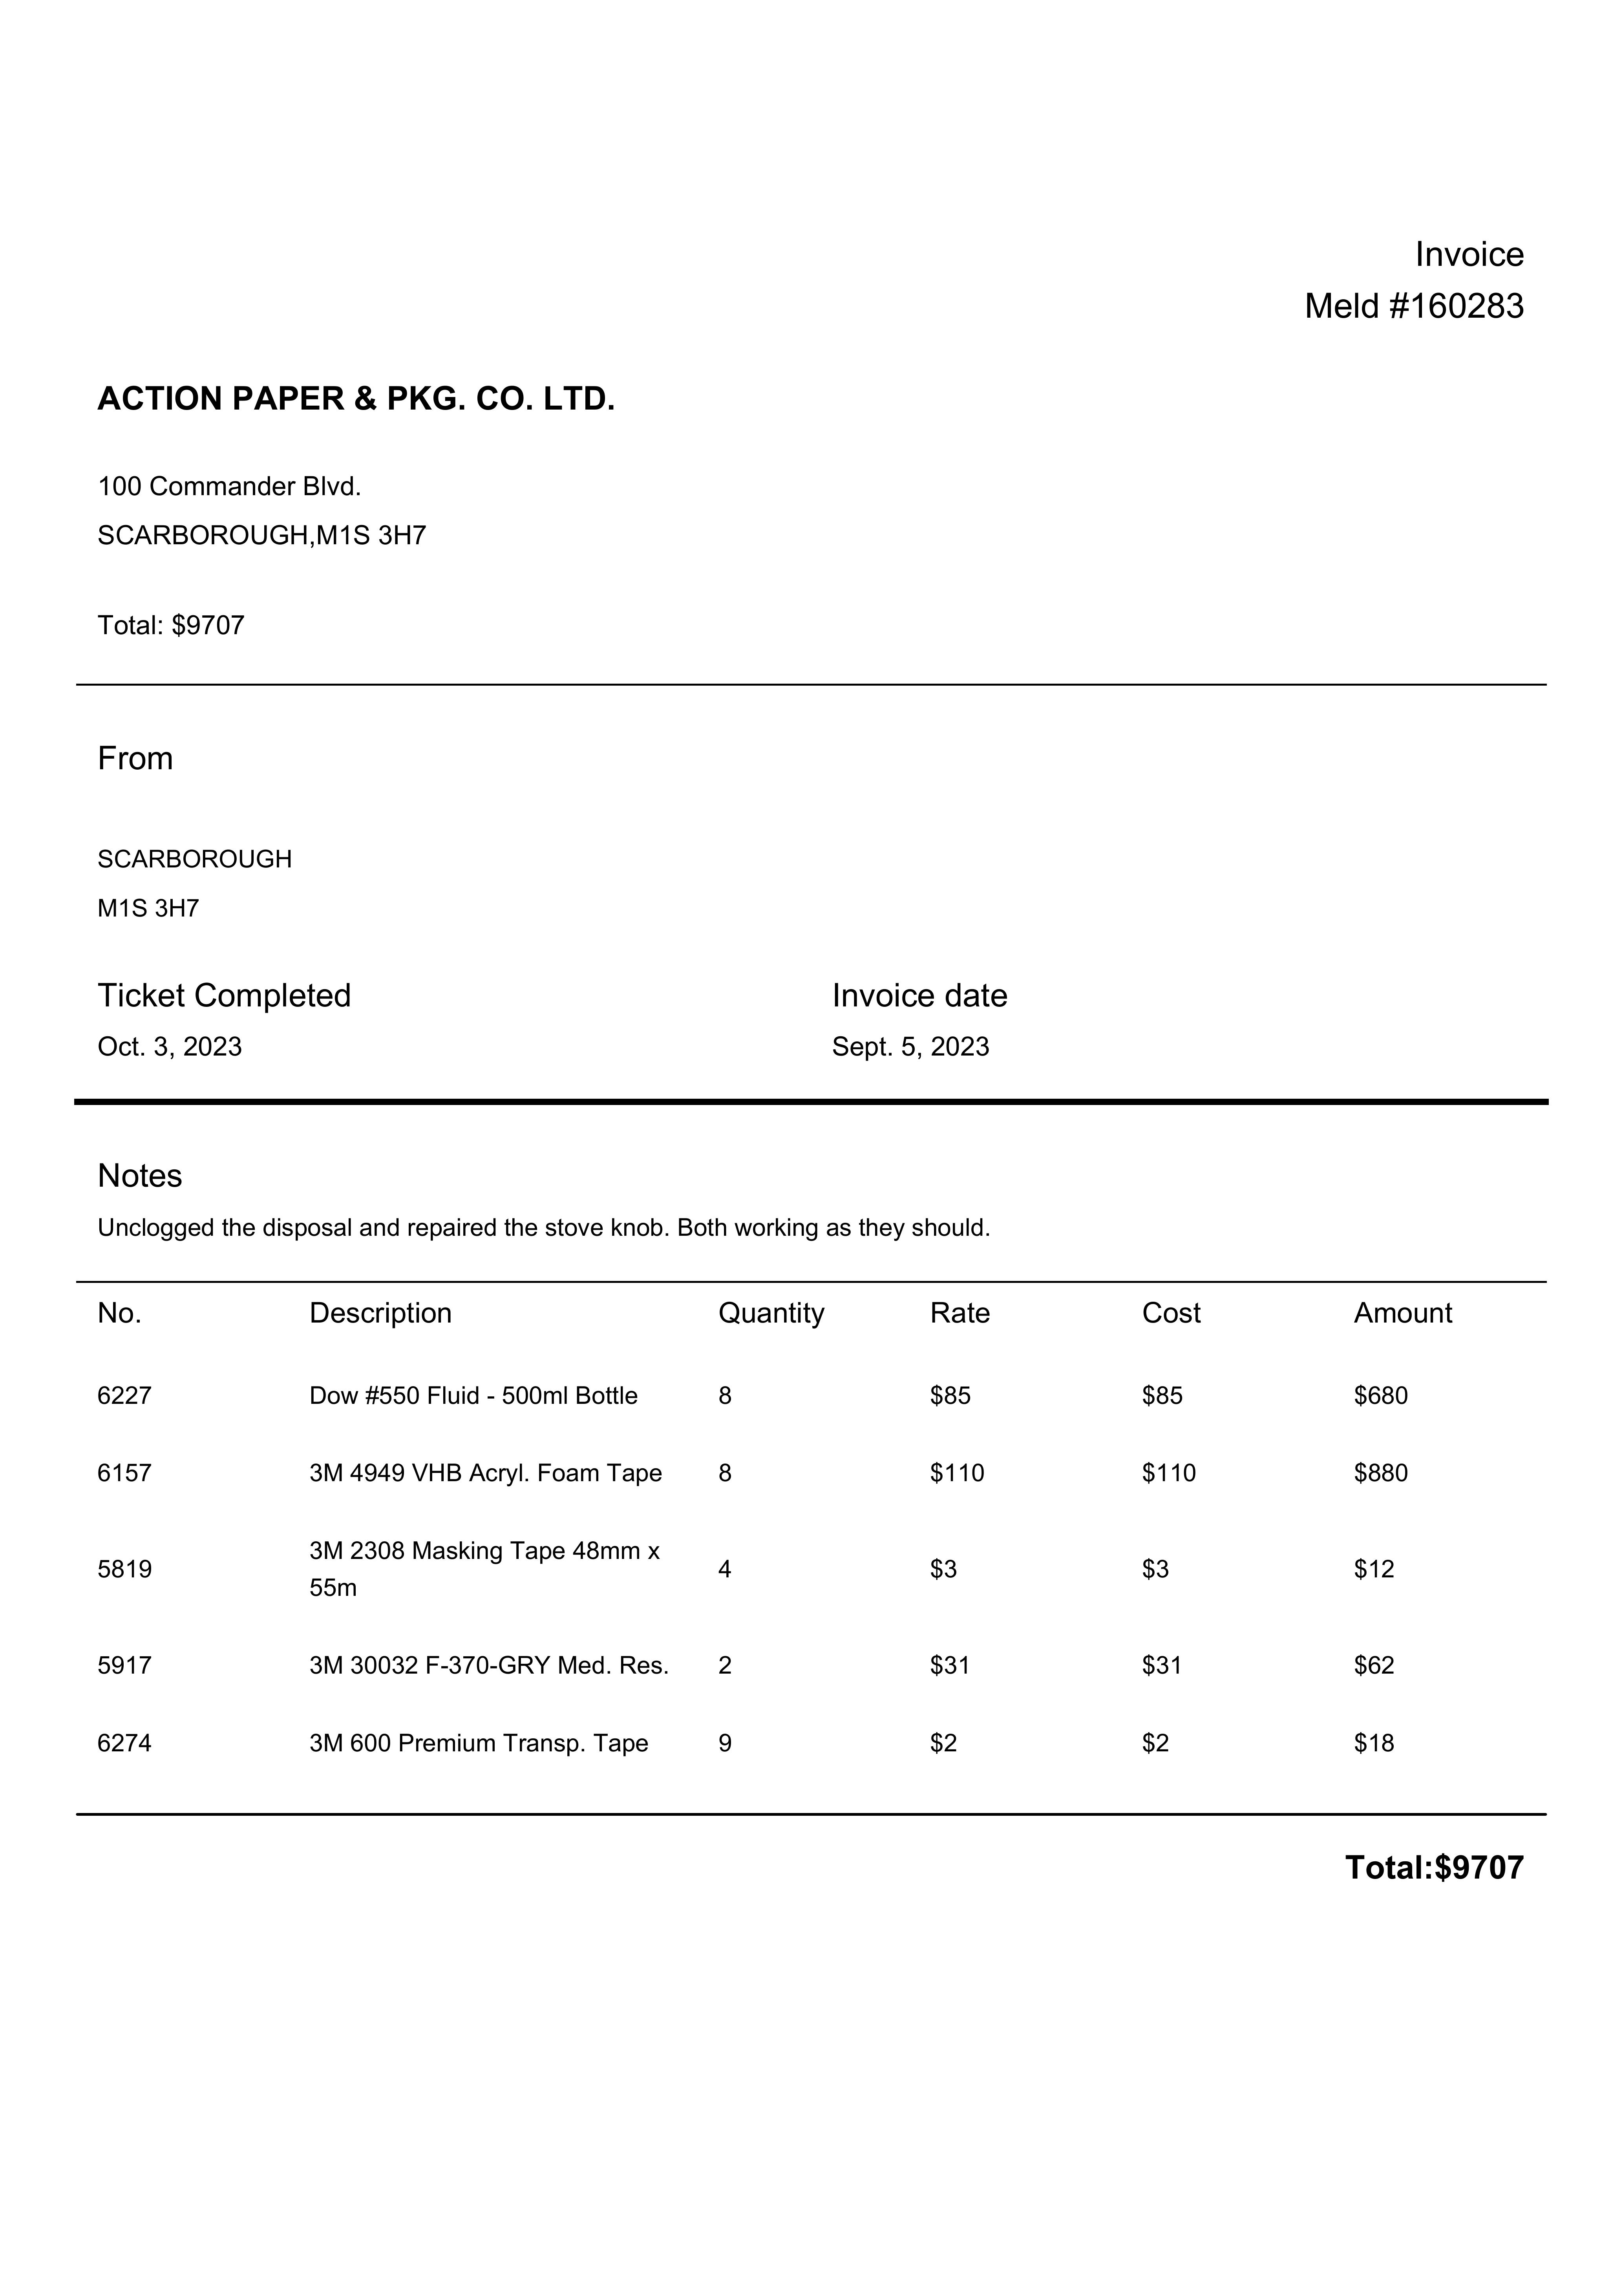 Invoice
Meld #160283
ACTION PAPER & PKG. CO. LTD.
100 Commander Blvd.
SCARBOROUGH,M1S 3H7
Total: $9707
From
SCARBOROUGH
M1S 3H7
Ticket Completed Invoice date
Oct. 3, 2023 Sept. 5, 2023
Notes
Unclogged the disposal and repaired the stove knob. Both working as they should.
No. Description Quantity Rate Cost Amount
6227 Dow #550 Fluid - 500ml Bottle 8 $85 $85 $680
6157 3M 4949 VHB Acryl. Foam Tape 8 $110 $110 $880
5819 3M 2308 Masking Tape 48mm x 4 $3 $3 $12
55m
5917 3M 30032 F-370-GRY Med. Res. 2 $31 $31 $62
6274 3M 600 Premium Transp. Tape 9 $2 $2 $18
Total:$9707